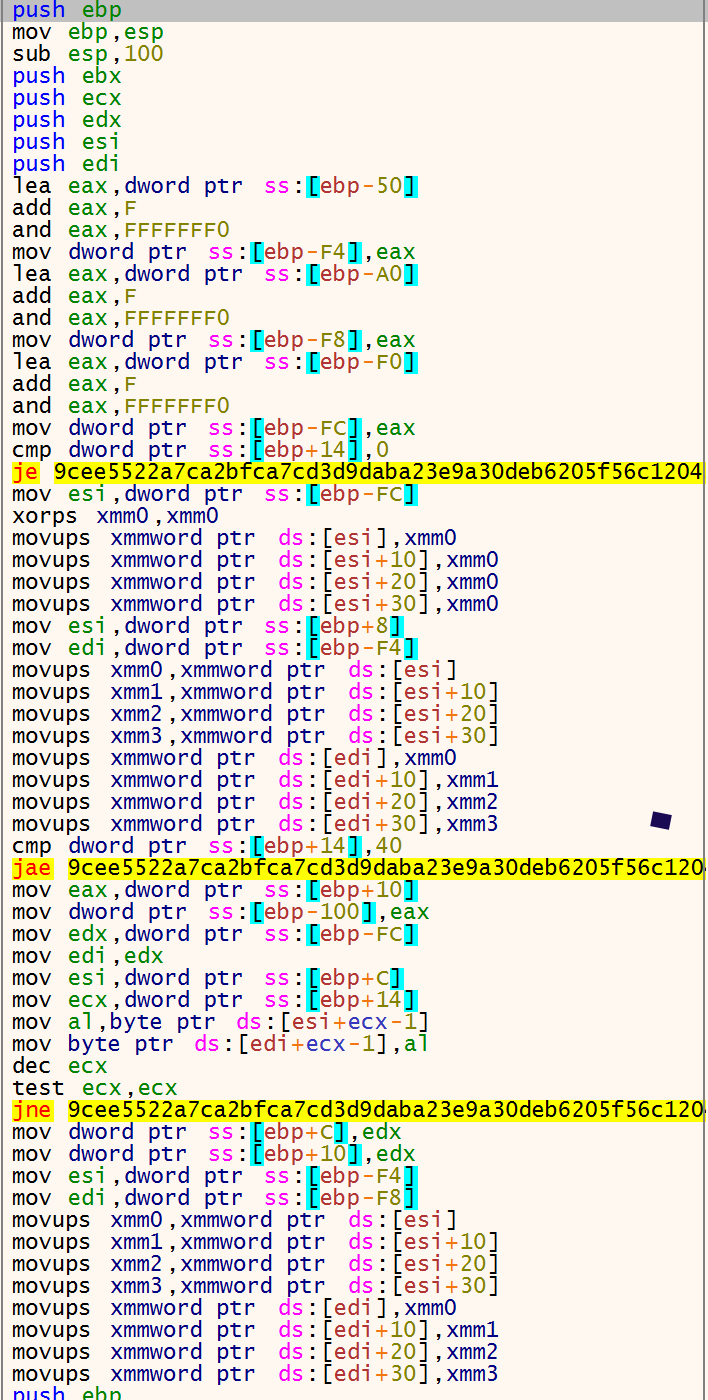 push ebp
mov ebp,esp
sub esp,100
push ebx
push ecx
push edx
push esi
push edi
lea eax,dword ptr ss:[ebp-50]
add eax,F
and eax,FFFFFFF0
mov dword ptr ss:[ebp-F4],eax
lea eax,dword ptr ss:[ebp-A0]
add eax,F
and eax,FFFFFFF0
mov dword ptr ss:[ebp-F8],eax
lea eax,dword ptr ss:[ebp-F0]
add eax,F
and eax,FFFFFFF0
mov dword ptr ss:[ebp-FC],eax
cmp dword ptr ss:[ebp+14],0
je 9cee5522a7ca2bfca7cd3d9daba23e9a30deb6205f56c1204
mov esi,dword ptr ss:[ebp-FC]
xorps xmm0,xmm0
movups xmmword ptr ds:[esi],xmm0
movups xmmword ptr ds:[esi+10],xmm0
movups xmmword ptr ds:[esi+20],xmm0
movups xmmword ptr ds:[esi+30],xmm0
mov esi,dword ptr ss:[ebp+8]
mov edi,dword ptr ss:[ebp-F4]
movups xmm0,xmmword ptr ds:[esi]
movups xmm1,xmmword ptr ds:[esi+10]
movups xmm2,xmmword ptr ds:[esi+20]
movups xmm3,xmmword ptr ds:[esi+30]
movups xmmword ptr ds:[edi],xmm0
movups xmmword ptr ds:[edi+10],xmm1
movups xmmword ptr ds:[edi+20],xmm2
movups xmmword ptr ds:[edi+30],xmm3
cmp dword ptr ss:[ebp+14],40
jae 9cee5522a7ca2bfca7cd3d9daba23e9a30deb6205f56c120
mov eax,dword ptr ss:[ebp+10]
mov dword ptr ss:[ebp-100],eax
mov edx,dword ptr ss:[ebp-FC]
mov edi,edx
mov esi,dword ptr ss:[ebp+C]
mov ecx,dword ptr ss:[ebp+14]
mov al,byte ptr ds:[esi+ecx-1]
mov byte ptr ds:[edi+ecx-1],al
dec ecx
test ecx,ecx
jne 9cee5522a7ca2bfca7cd3d9daba23e9a30deb6205f56c120
mov dword ptr ss:[ebp+C],edx
mov dword ptr ss:[ebp+10],edx
mov esi,dword ptr ss:[ebp-F4]
mov edi,dword ptr ss:[ebp-F8]
movups xmm0,xmmword ptr ds:[esi]
movups xmm1,xmmword ptr ds:[esi+10]
movups xmm2,xmmword ptr ds:[esi+20]
movups xmm3,xmmword ptr ds:[esi+30]
movups xmmword ptr ds:[edi],xmm0
movups xmmword ptr ds:[edi+10],xmm1
movups xmmword ptr ds:[edi+20],xmm2
movups xmmword ptr ds:[edi+30],xmm3
push ebp